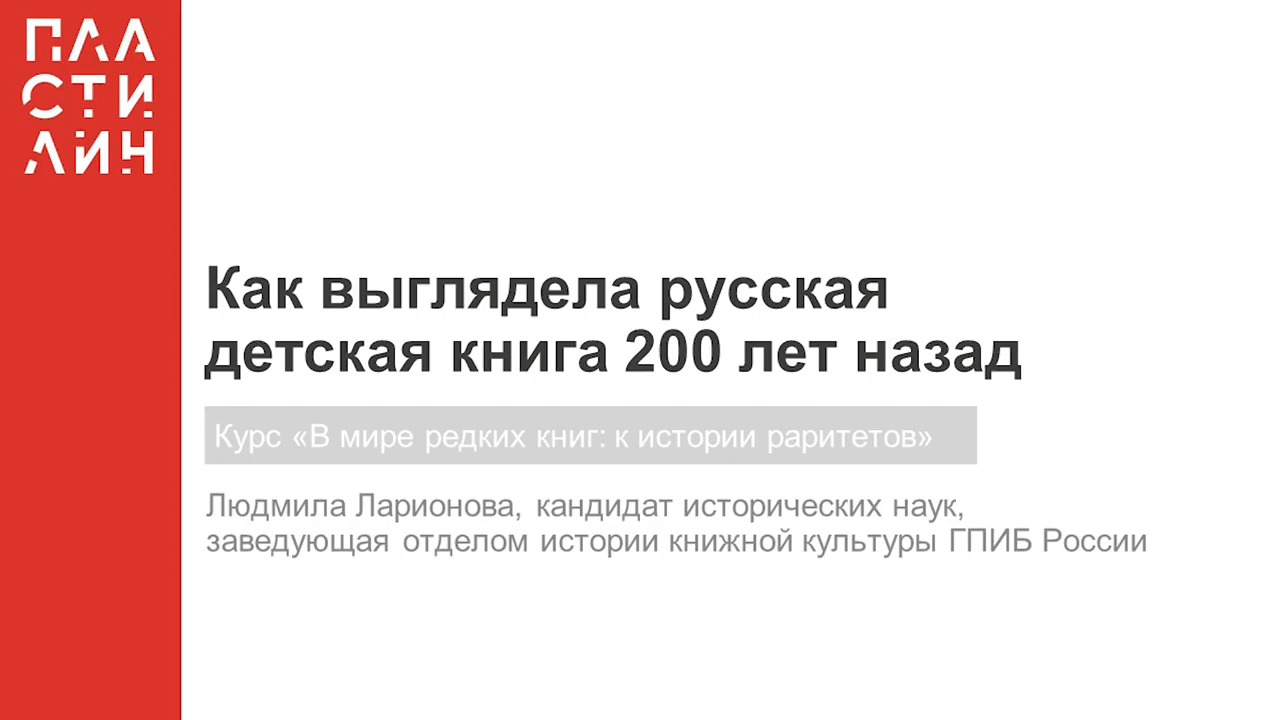 ПЛА
СТИ
ЛИН
Как выглядела русская
детская книга 200 лет назад
Курс «В мире редких книг: к истории раритетов»
Людмила Ларионова, кандидат исторических наук,
заведующая отделом истории книжной культуры ГПИБ России